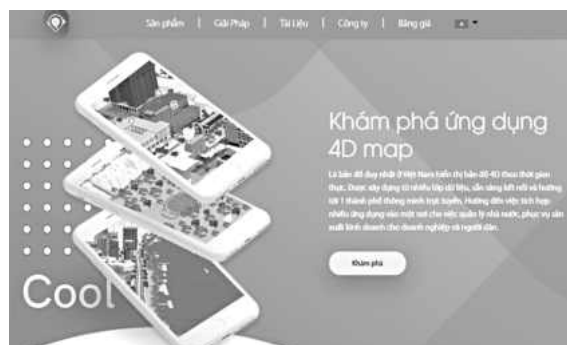 Sản phẩm | Giải Pháp | Tài Liệu | Công ty | Bảng giá
Khám phá ứng dụng
4D map
Là bản đồ duy nhất ở Việt Nam hiển thị bản đồ 4D theo thời gian
thực. Được xây dựng từ nhiều lớp dữ liệu, sẵn sàng kết nối và hướng
tới 1 thành phố thông minh trực tuyến. Hướng đến việc tích hợp
nhiều ứng dụng vào một nơi cho việc quản lý nhà nước, phục vụ sản
xuất kinh doanh cho doanh nghiệp và người dân.
Khám phá
Cool